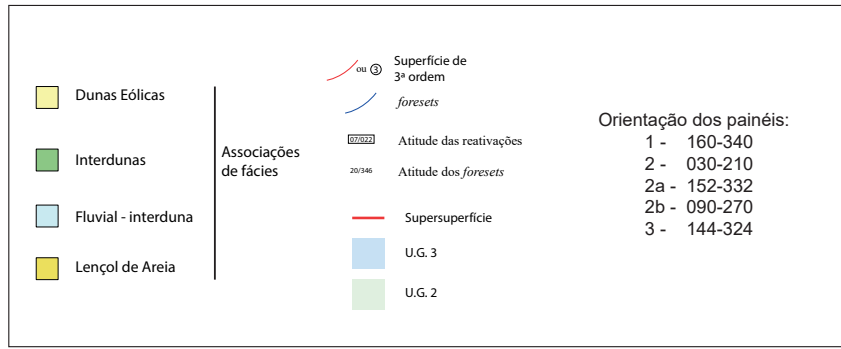 Dunas Eólicas
Interdunas
Fluvial - interduna
Lençol de Areia
Associações
de fácies
ou 3 Superfície de
3ª ordem
foresets
07/022 Atitude das reativações
20/346 Atitude dos foresets
Supersuperfície
U.G. 3
U.G. 2
Orientação dos painéis:
1 - 160-340
2 - 030-210
2a - 152-332
2b - 090-270
3 - 144-324